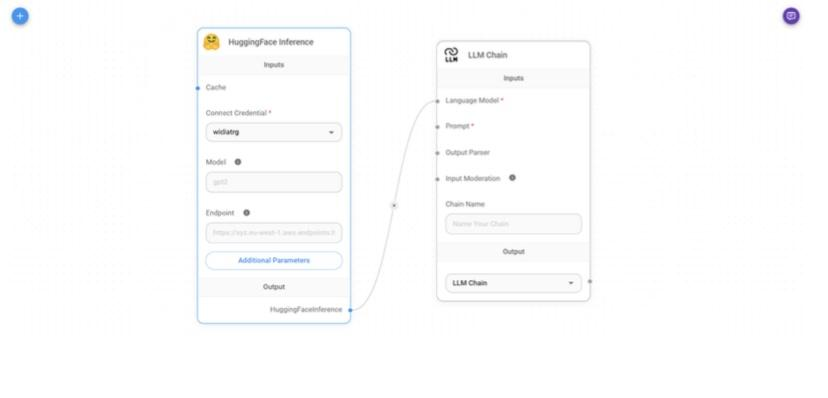 HuggingFace Inference
Inputs
Cache
Connect Credential *
Model
gpt2
Endpoint
Additional Parameters
Output
HuggingFaceInference
LLM
LLM Chain
Inputs
Language Model *
Prompt *
Output Parser
Input Moderation
Chain Name
Name Your Chain
Output
LLM Chain